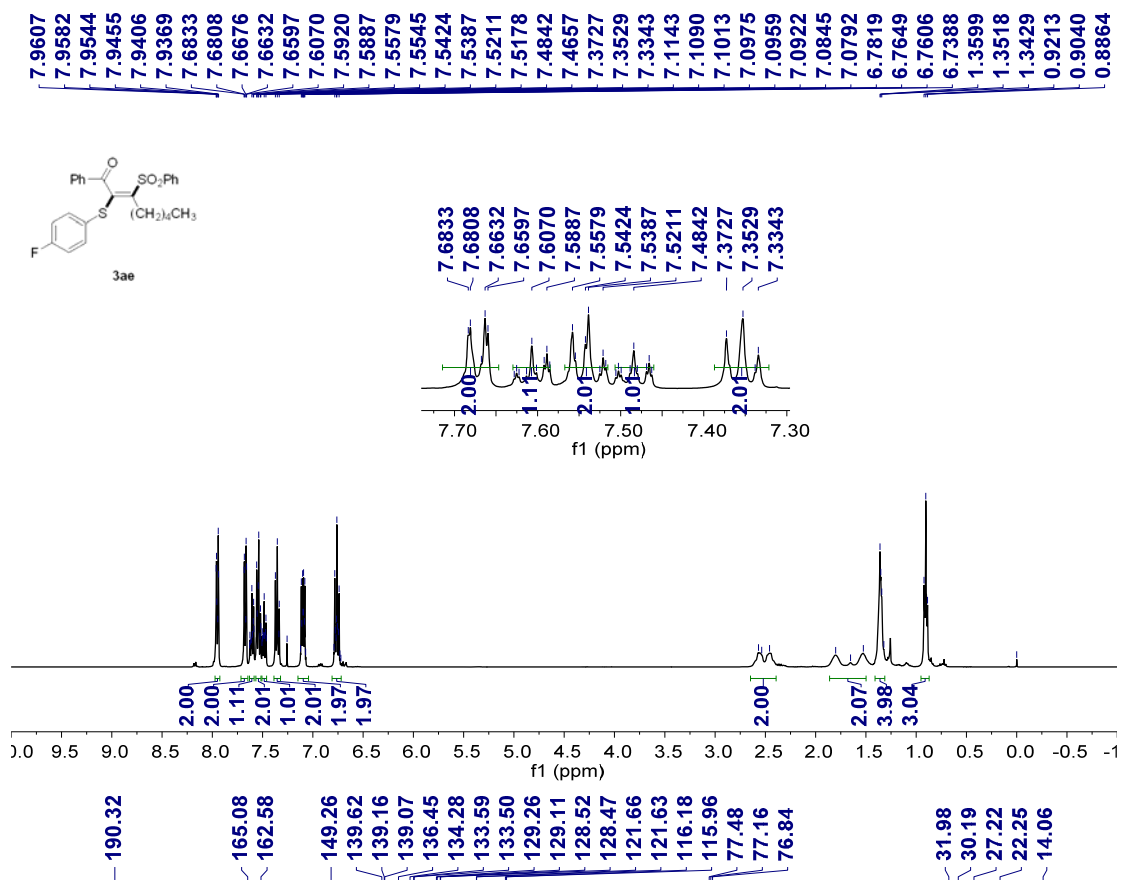 7.9607 7.9582 7.9544 7.9455 7.9406 7.9369 7.6833 7.6808 7.6676 7.6632 7.6597 7.6070 7.5920 7.5887 7.5579 7.5545 7.5424 7.5387 7.5211 7.5178 7.4842 7.4657 7.3727 7.3529 7.3343 7.1143 7.1090 7.1013 7.0975 7.0959 7.0922 7.0845 7.0792 6.7819 6.7649 6.7606 6.7388 1.3599 1.3518 1.3429 0.9213 0.9040 0.8864
O
Ph SO₂Ph
S (CH₂)₄CH₃
F
3ae
7.6833 7.6808 7.6632 7.6597 7.6070 7.5887 7.5579 7.5424 7.5387 7.5211 7.4842 7.3727 7.3529 7.3343
2.00 1.11 2.01 1.01 2.01
7.70 7.60 7.50 7.40 7.30
f1 (ppm)
2.00 2.00 1.11 2.01 1.01 2.01 1.97 1.97 2.00 2.07 3.98 3.04
0.0 9.5 9.0 8.5 8.0 7.5 7.0 6.5 6.0 5.5 5.0 4.5 4.0 3.5 3.0 2.5 2.0 1.5 1.0 0.5 0.0 -0.5 -1
f1 (ppm)
190.32 165.08 162.58 149.26 139.62 139.16 139.07 136.45 134.28 133.59 133.50 129.26 129.11 128.52 128.47 121.66 121.63 116.18 115.96 77.48 77.16 76.84 31.98 30.19 27.22 22.25 14.06